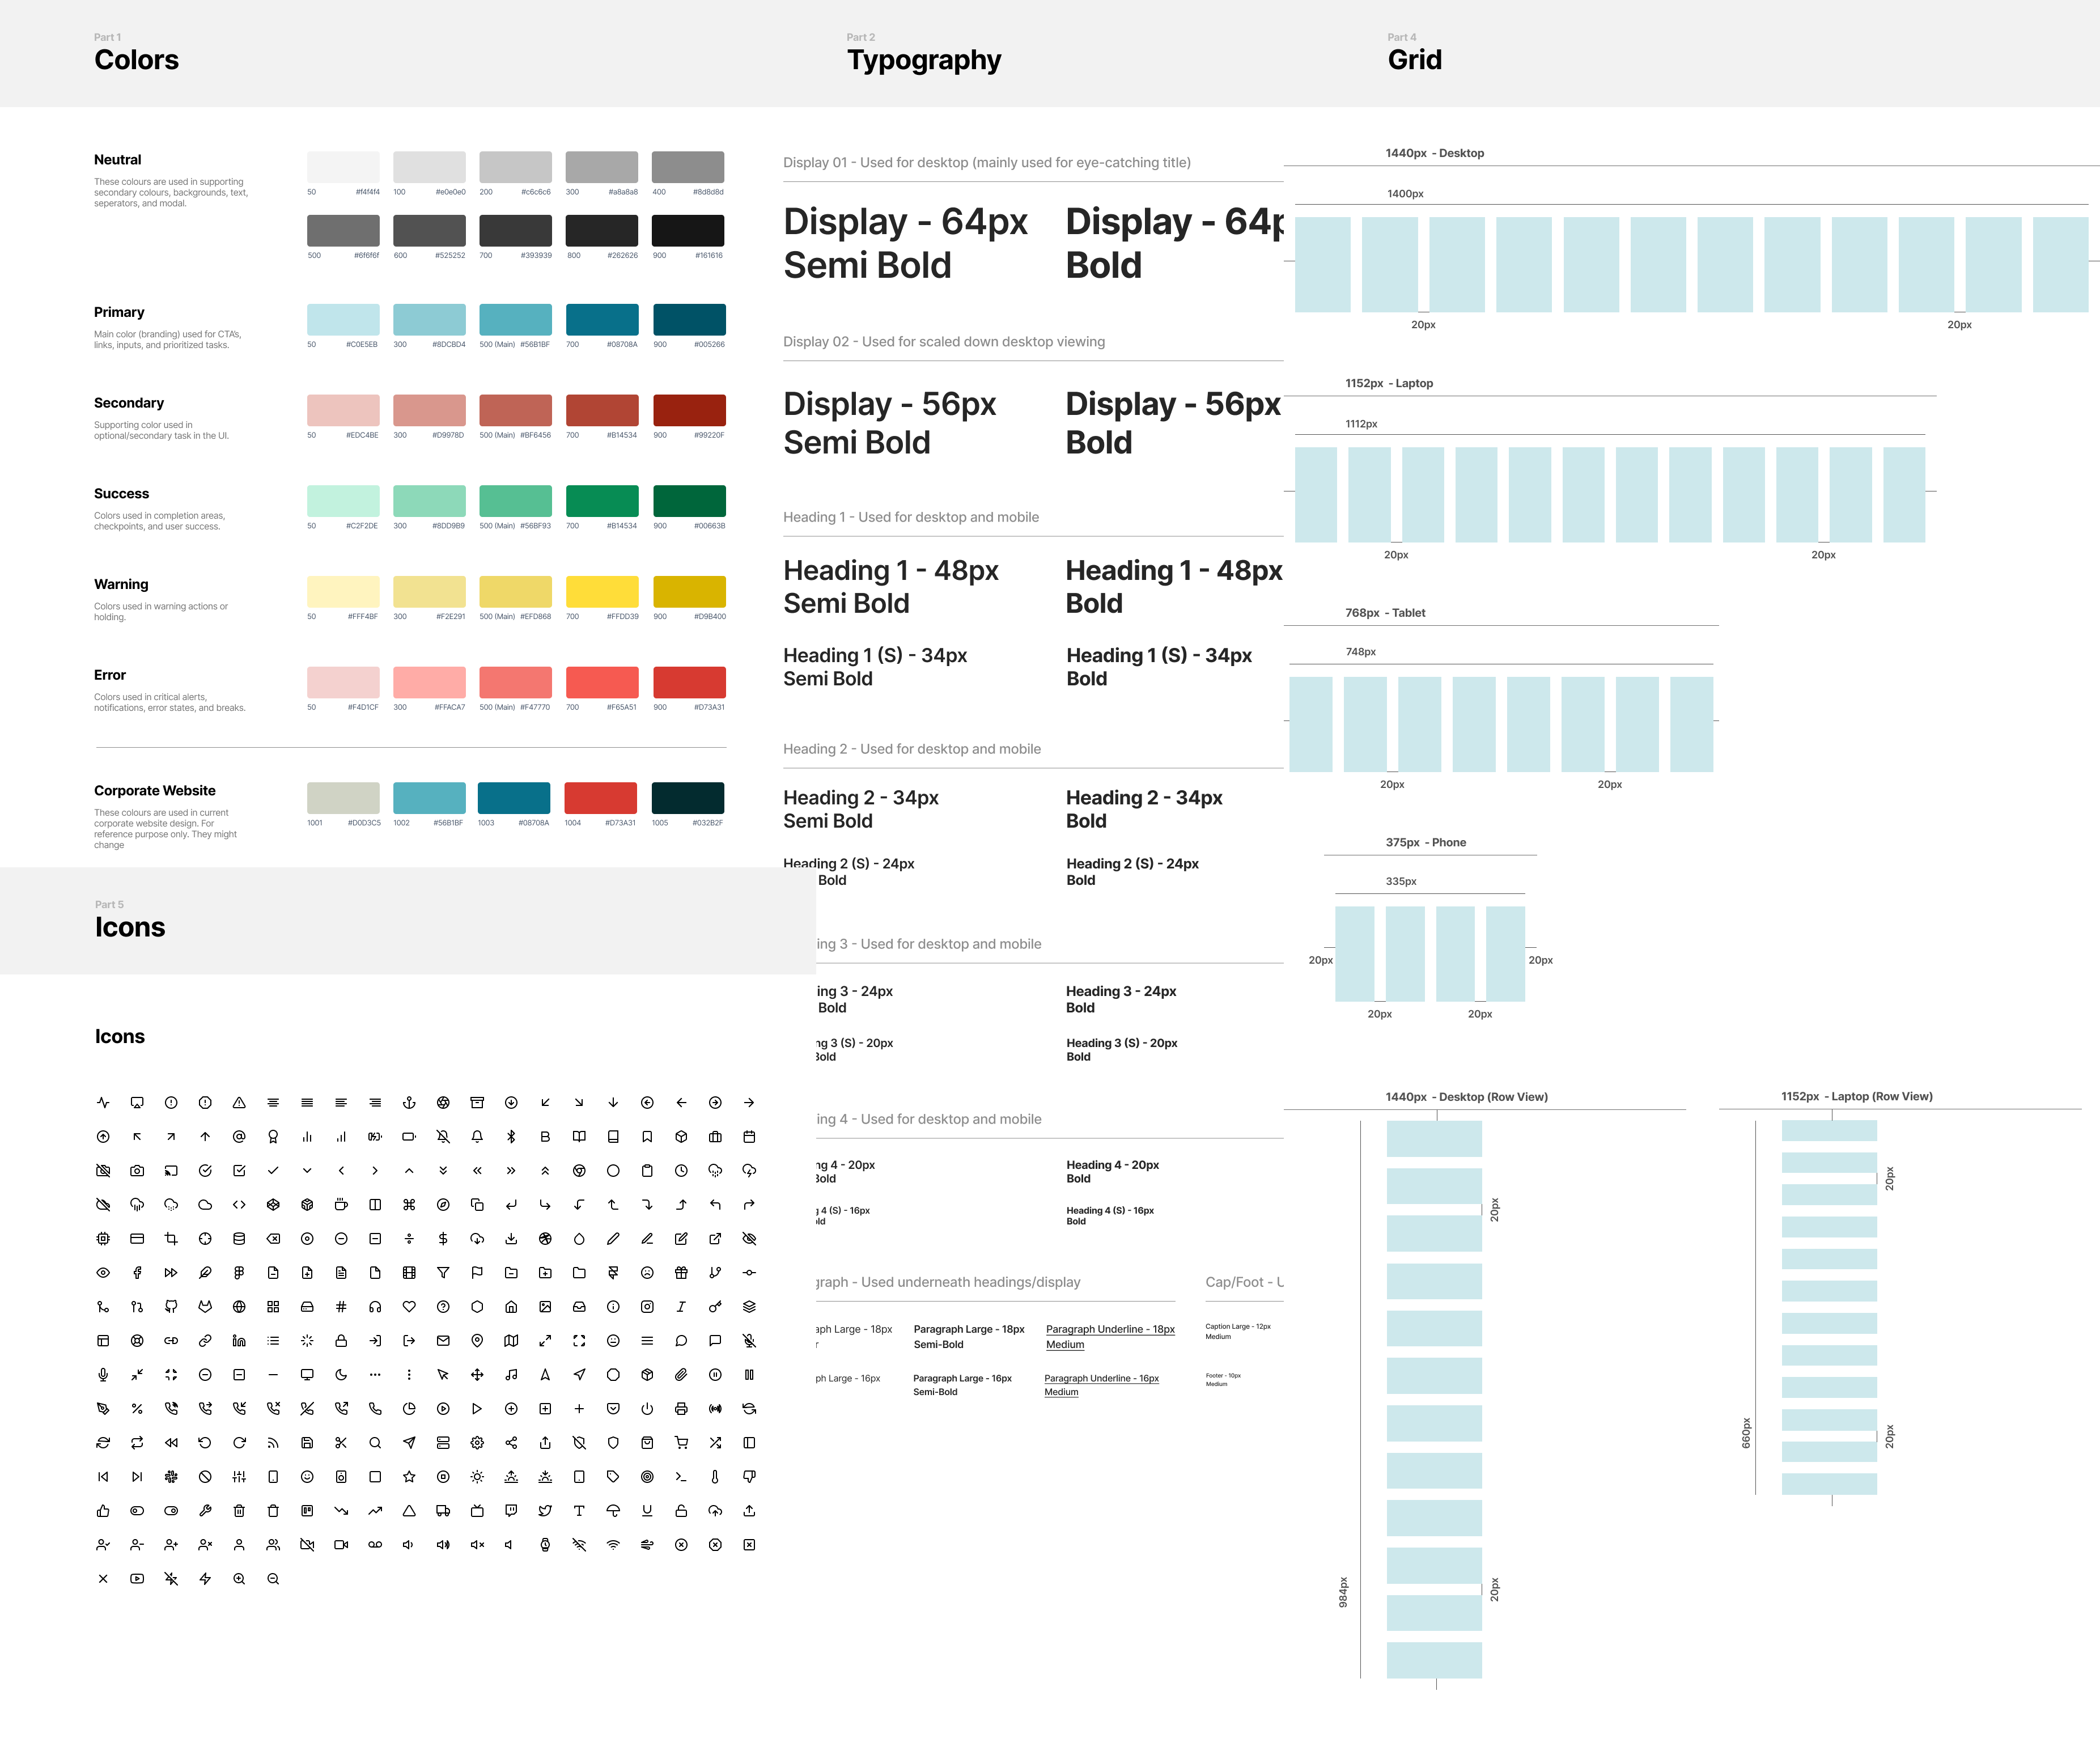 Part 1
Colors
Neutral
These colours are used in supporting
secondary colours, backgrounds, text,
seperators, and modal.
50 #f4f4f4 100 #e0e0e0 200 #c6c6c6 300 #a8a8a8 400 #8d8d8d
500 #6f6f6f 600 #525252 700 #393939 800 #262626 900 #161616
Primary
Main color (branding) used for CTA's,
links, inputs, and prioritized tasks.
50 #C0E5EB 300 #8DCBD4 500 (Main) #56B1BF 700 #08708A 900 #005266
Secondary
Supporting color used in
optional/secondary task in the UI.
50 #EDC4BE 300 #D9978D 500 (Main) #BF6456 700 #B14534 900 #99220F
Success
Colors used in completion areas,
checkpoints, and user success.
50 #C2F2DE 300 #8DD9B9 500 (Main) #56BF93 700 #B14534 900 #00663B
Warning
Colors used in warning actions or
holding.
50 #FFF4BF 300 #F2E291 500 (Main) #EFD868 700 #FFDD39 900 #D9B400
Error
Colors used in critical alerts,
notifications, error states, and breaks.
50 #F4D1CF 300 #FFACA7 500 (Main) #F47770 700 #F65A51 900 #D73A31
Corporate Website
These colours are used in current
corporate website design. For
reference purpose only. They might
change
1001 #D0D3C5 1002 #56B1BF 1003 #08708A 1004 #D73A31 1005 #032B2F
Part 5
Icons
Icons
Part 2
Typography
Display 01 - Used for desktop (mainly used for eye-catching title)
Display - 64px
Semi Bold
Display - 64p
Bold
Display 02 - Used for scaled down desktop viewing
Display - 56px
Semi Bold
Display - 56px
Bold
Heading 1 - Used for desktop and mobile
Heading 1 - 48px
Semi Bold
Heading 1 - 48px
Bold
Heading 1 (S) - 34px
Semi Bold
Heading 1 (S) - 34px
Bold
Heading 2 - Used for desktop and mobile
Heading 2 - 34px
Semi Bold
Heading 2 - 34px
Bold
Heading 2 (S) - 24px
Bold
Heading 2 (S) - 24px
Bold
ing 3 - Used for desktop and mobile
ing 3 - 24px
Bold
Heading 3 - 24px
Bold
ng 3 (S) - 20px
Bold
Heading 3 (S) - 20px
Bold
ing 4 - Used for desktop and mobile
ng 4 - 20px
Bold
Heading 4 - 20px
Bold
g 4 (S) - 16px
old
Heading 4 (S) - 16px
Bold
graph - Used underneath headings/display
Cap/Foot - U
aph Large - 18px
r
Paragraph Large - 18px
Semi-Bold
Paragraph Underline - 18px
Medium
Caption Large - 12px
Medium
ph Large - 16px
Paragraph Large - 16px
Semi-Bold
Paragraph Underline - 16px
Medium
Footer - 10px
Medium
Part 4
Grid
1440px - Desktop
1400px
20px 20px
1152px - Laptop
1112px
20px 20px
768px - Tablet
748px
20px 20px
375px - Phone
335px
20px 20px
20px 20px
1440px - Desktop (Row View)
20px
984px
20px
1152px - Laptop (Row View)
20px
660px
20px